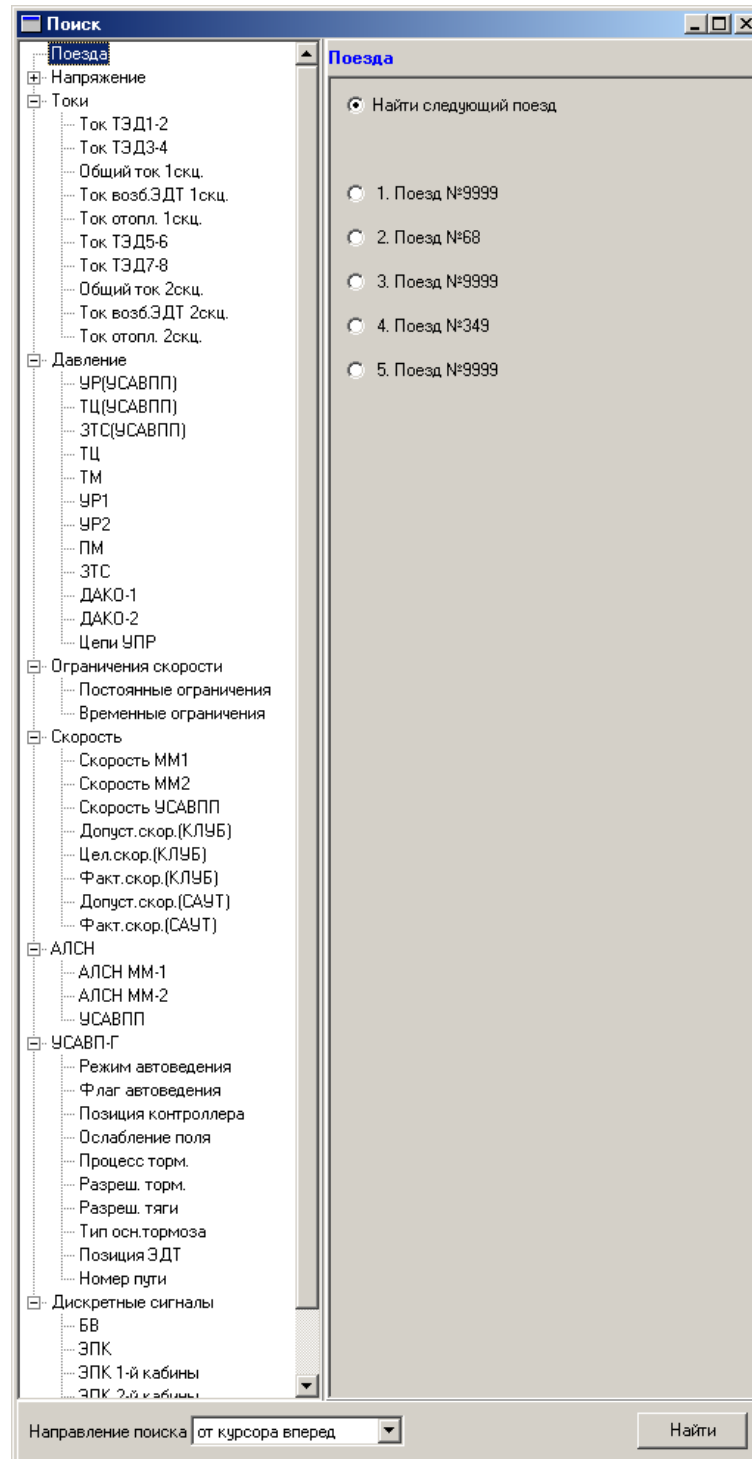 Поиск
Поезда
Напряжение
Токи
Ток ТЭД1-2
Ток ТЭД3-4
Общий ток 1скц.
Ток возб.ЭДТ 1скц.
Ток отопл. 1скц.
Ток ТЭД5-6
Ток ТЭД7-8
Общий ток 2скц.
Ток возб.ЭДТ 2скц.
Ток отопл. 2скц.
Давление
УР(УСАВПП)
ТЦ(УСАВПП)
ЗТС(УСАВПП)
ТЦ
ТМ
УР1
УР2
ПМ
ЗТС
ДАКО-1
ДАКО-2
Цепи УПР
Ограничения скорости
Постоянные ограничения
Временные ограничения
Скорость
Скорость ММ1
Скорость ММ2
Скорость УСАВПП
Допуст.скор.(КЛУБ)
Цел.скор.(КЛУБ)
Факт.скор.(КЛУБ)
Допуст.скор.(САУТ)
Факт.скор.(САУТ)
АЛСН
АЛСН ММ-1
АЛСН ММ-2
УСАВПП
УСАВП-Г
Режим автоведения
Флаг автоведения
Позиция контроллера
Ослабление поля
Процесс торм.
Разреш. торм.
Разреш. тяги
Тип осн.тормоза
Позиция ЭДТ
Номер пути
Дискретные сигналы
БВ
ЭПК
ЭПК 1-й кабины
ЭПК 2-й кабины
Поезда
Найти следующий поезд
1. Поезд №9999
2. Поезд №68
3. Поезд №9999
4. Поезд №349
5. Поезд №9999
Направление поиска от курсора вперед Найти